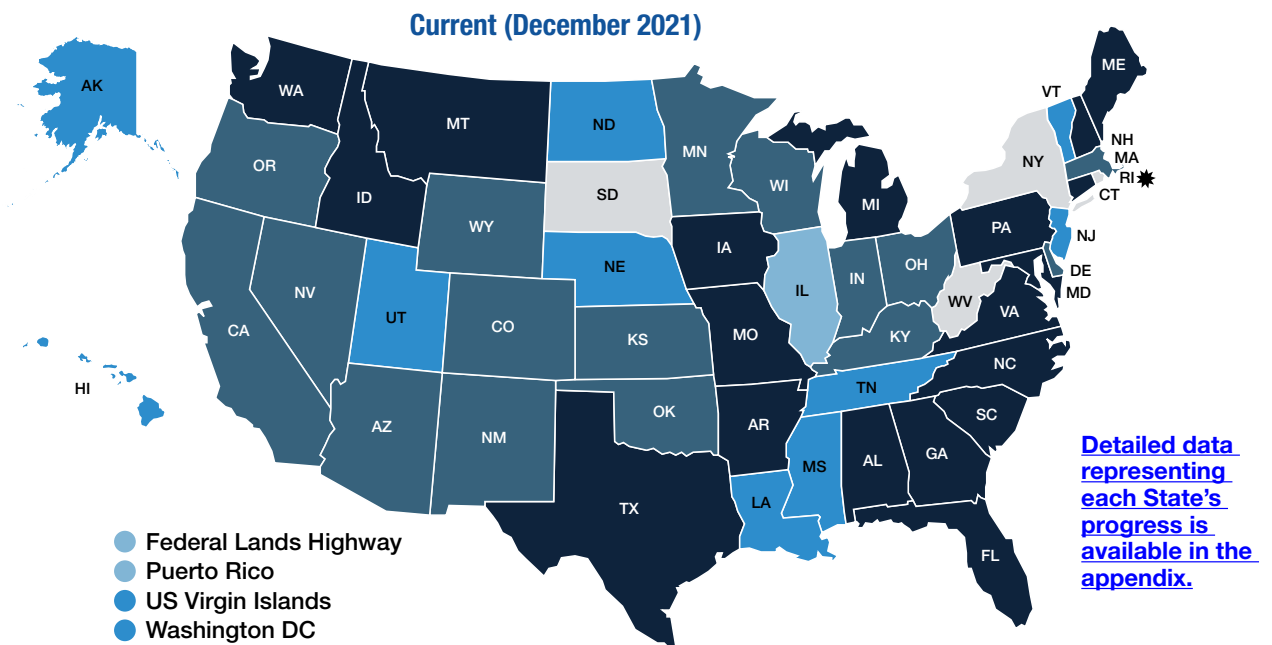 Current (December 2021)
AK
WA
MT
ND
MN
ME
VT
NH
MA
RI
CT
OR
ID
WY
SD
WI
MI
NY
NV
UT
CO
NE
IA
IL
IN
OH
PA
NJ
DE
MD
CA
KS
MO
KY
WV
VA
HI
AZ
NM
OK
AR
TN
NC
SC
TX
LA
MS
AL
GA
FL
Federal Lands Highway
Puerto Rico
US Virgin Islands
Washington DC
Detailed data
representing
each State's
progress is
available in the
appendix.